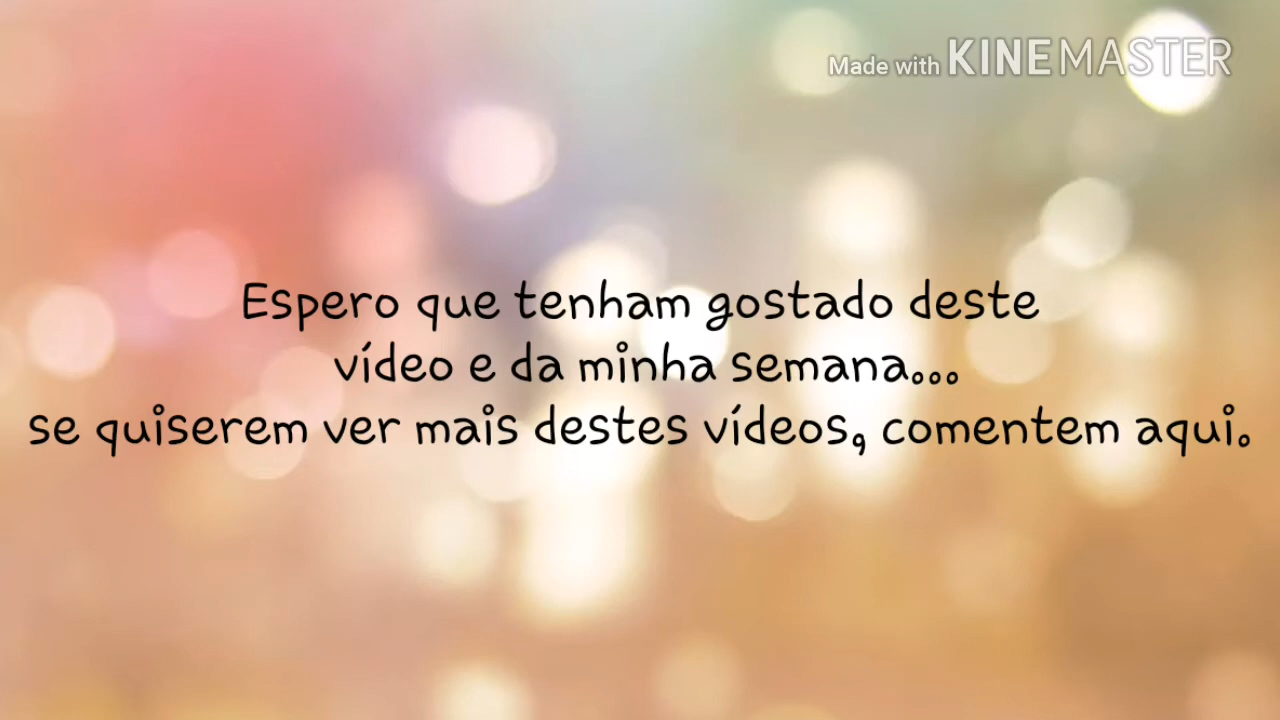 Made with KINEMASTER
Espero que tenham gostado deste
vídeo e da minha semana...
se quiserem ver mais destes vídeos, comentem aqui.